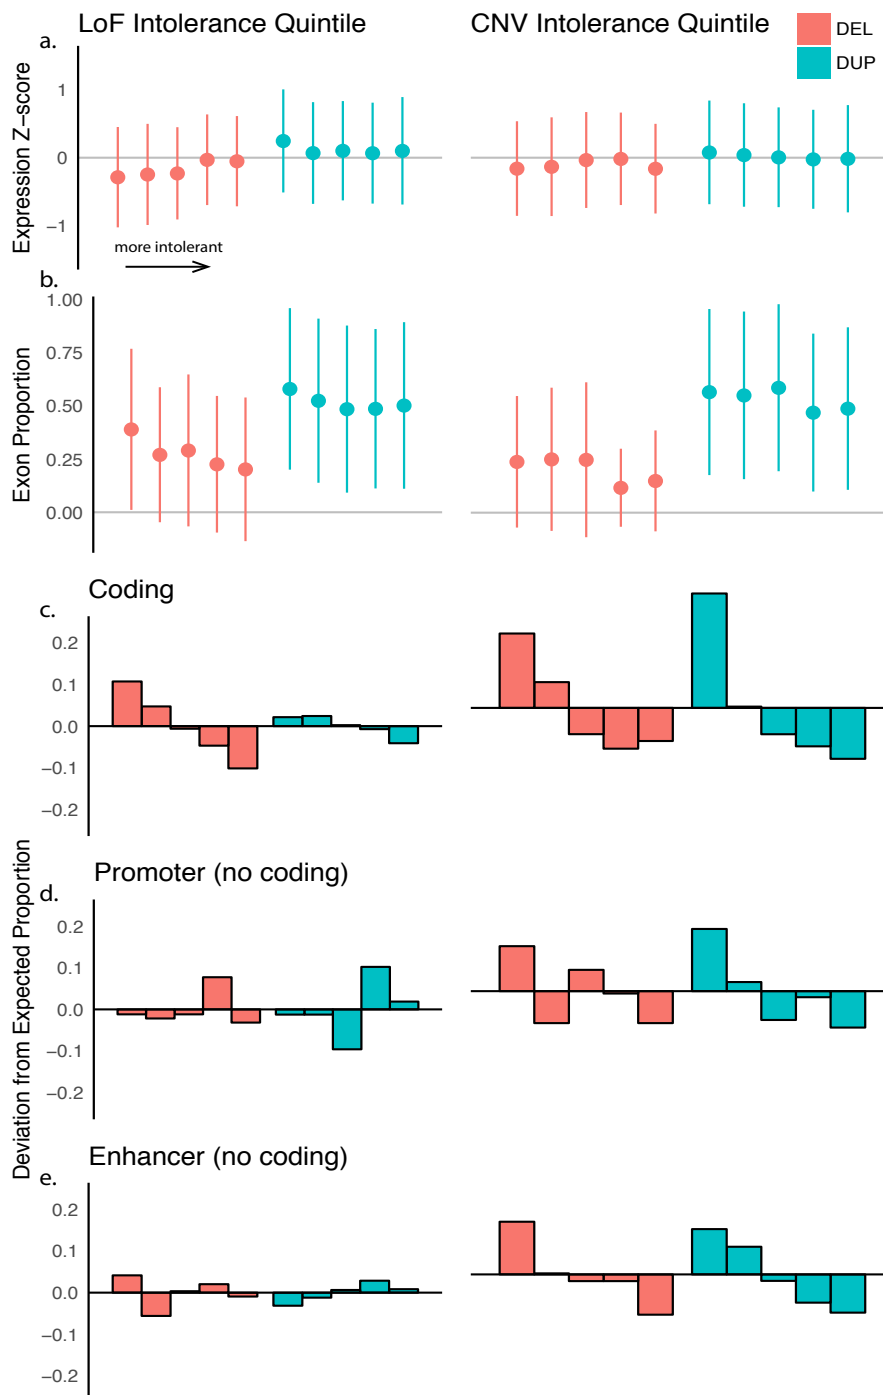 LoF Intolerance Quintile
CNV Intolerance Quintile
DEL
DUP
a.
Expression Z−score
1
0
−1
more intolerant
b.
Exon Proportion
1.00
0.75
0.50
0.25
0.00
Deviation from Expected Proportion
c.
Coding
0.2
0.1
0.0
−0.1
−0.2
d.
Promoter (no coding)
0.2
0.1
0.0
−0.1
−0.2
e.
Enhancer (no coding)
0.2
0.1
0.0
−0.1
−0.2